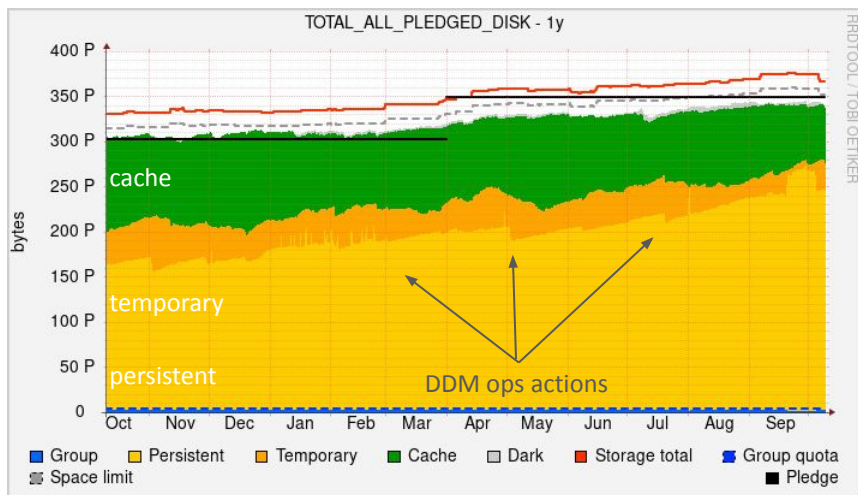 TOTAL_ALL_PLEDGED_DISK - 1y
RRDTOOL / TOBI OETIKER
bytes
400 P
350 P
300 P
250 P
200 P
150 P
100 P
50 P
0
cache
temporary
persistent
DDM ops actions
Oct Nov Dec Jan Feb Mar Apr May Jun Jul Aug Sep
Group Persistent Temporary Cache Dark Storage total Group quota
Space limit Pledge